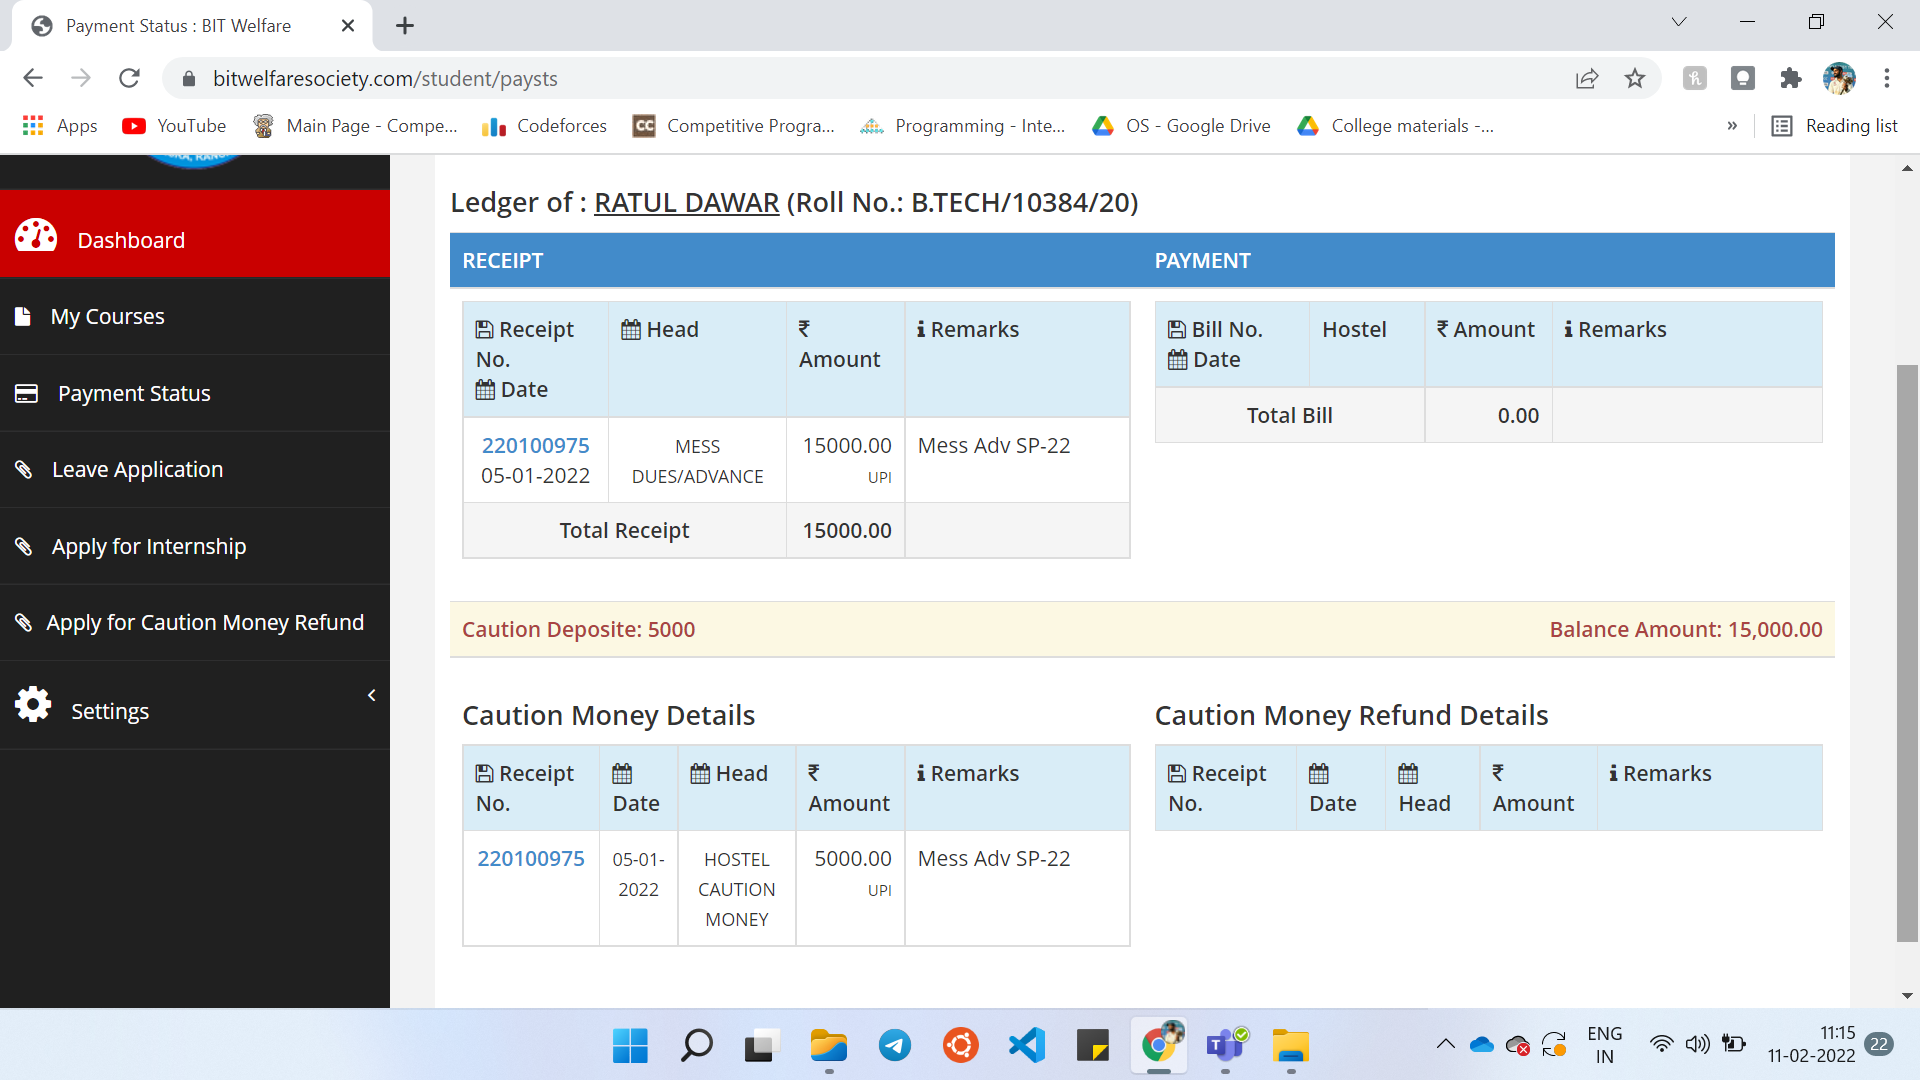 Payment Status : BIT Welfare
bitwelfaresociety.com/student/paysts
Apps
YouTube
Main Page - Compe...
Codeforces
CC
Competitive Progra...
Programming - Inte...
OS - Google Drive
College materials -...
»
Reading list
Dashboard
My Courses
Payment Status
Leave Application
Apply for Internship
Apply for Caution Money Refund
Settings
Ledger of : RATUL DAWAR (Roll No.: B.TECH/10384/20)
RECEIPT
PAYMENT
Receipt No.
Date
Head
₹ Amount
Remarks
220100975
05-01-2022
MESS
DUES/ADVANCE
15000.00
UPI
Mess Adv SP-22
Total Receipt
15000.00
Bill No.
Date
Hostel
₹ Amount
Remarks
Total Bill
0.00
Caution Deposite: 5000
Balance Amount: 15,000.00
Caution Money Details
Receipt No.
Date
Head
₹ Amount
Remarks
220100975
05-01-
2022
HOSTEL
CAUTION
MONEY
5000.00
UPI
Mess Adv SP-22
Caution Money Refund Details
Receipt No.
Date
Head
₹ Amount
Remarks
ENG
IN
11:15
11-02-2022
22